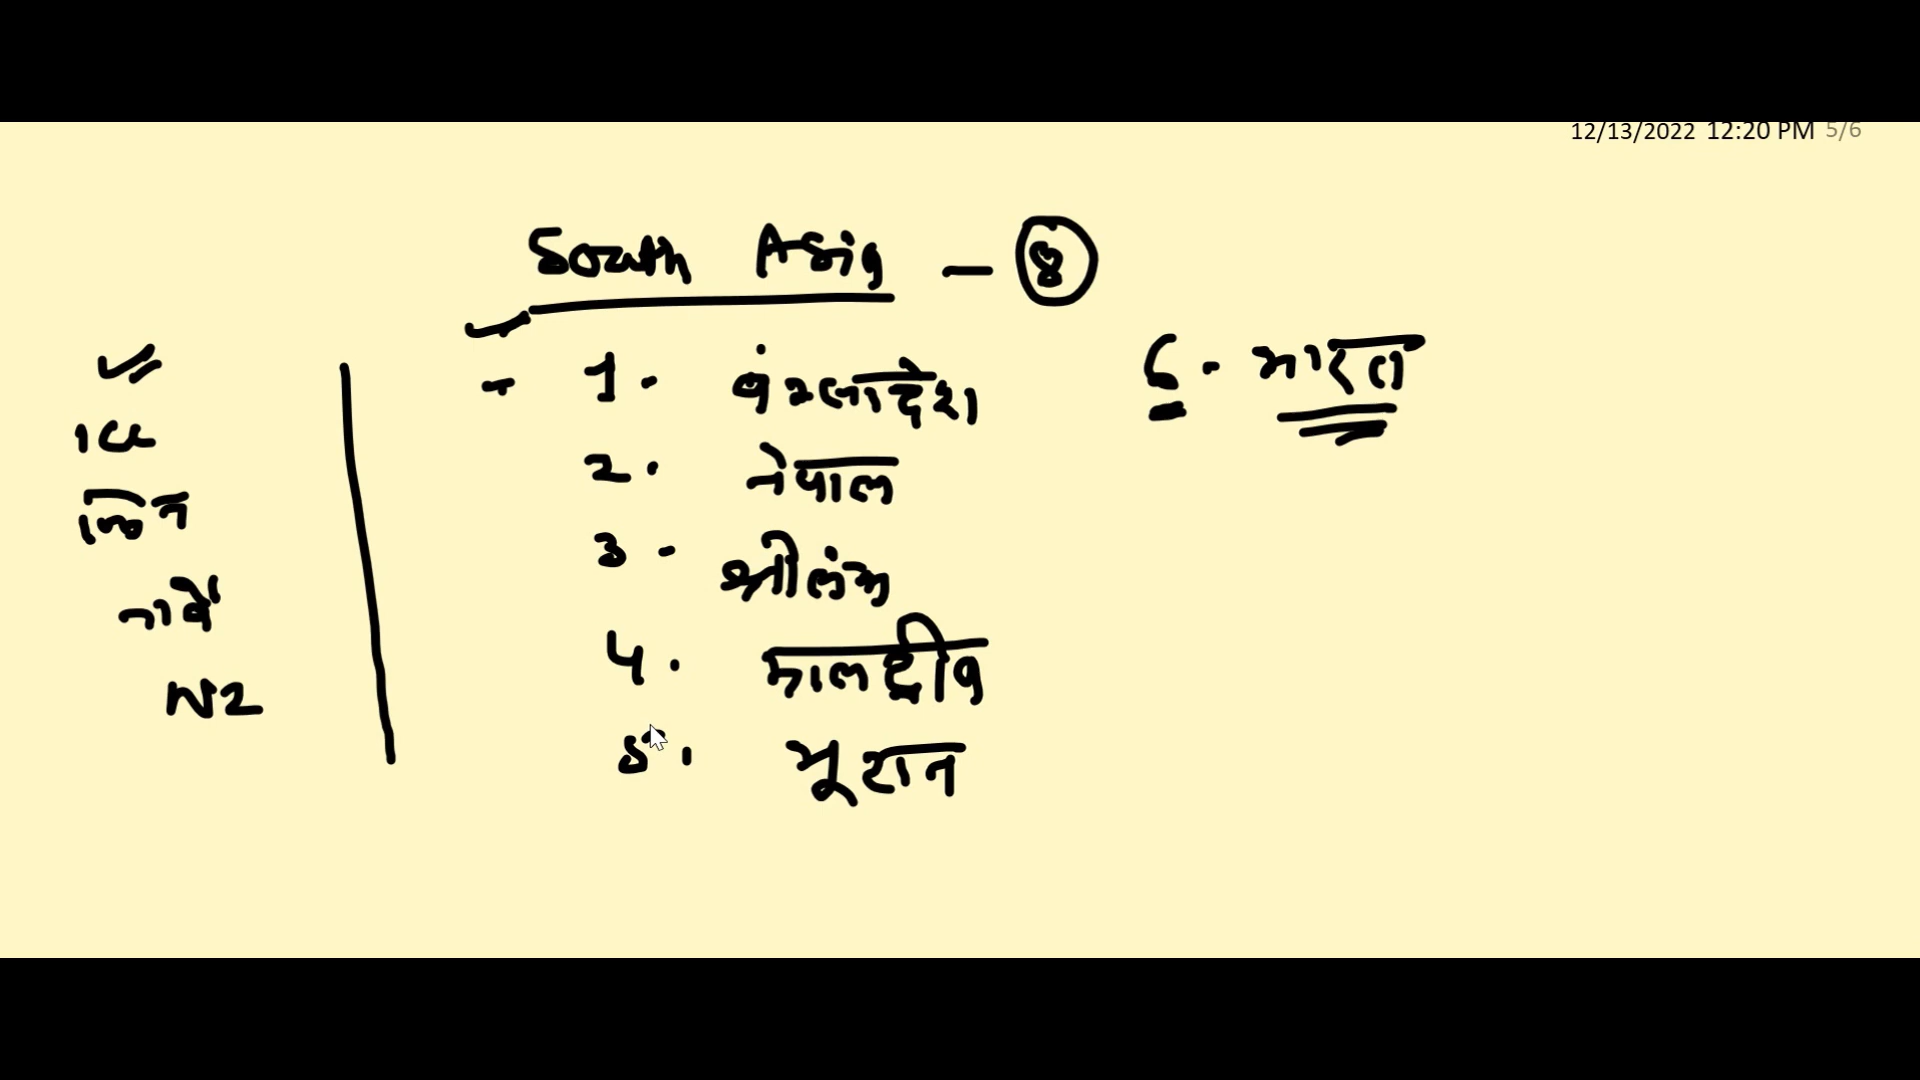 12/13/2022 12:20 PM 5/6
South Asia - 8
1. बंग्लादेश
2. नेपाल
3. श्रीलंका
4. मालद्वीव
5. भूटान
6. भारत
ICE
फिन
नार्वे
NZ